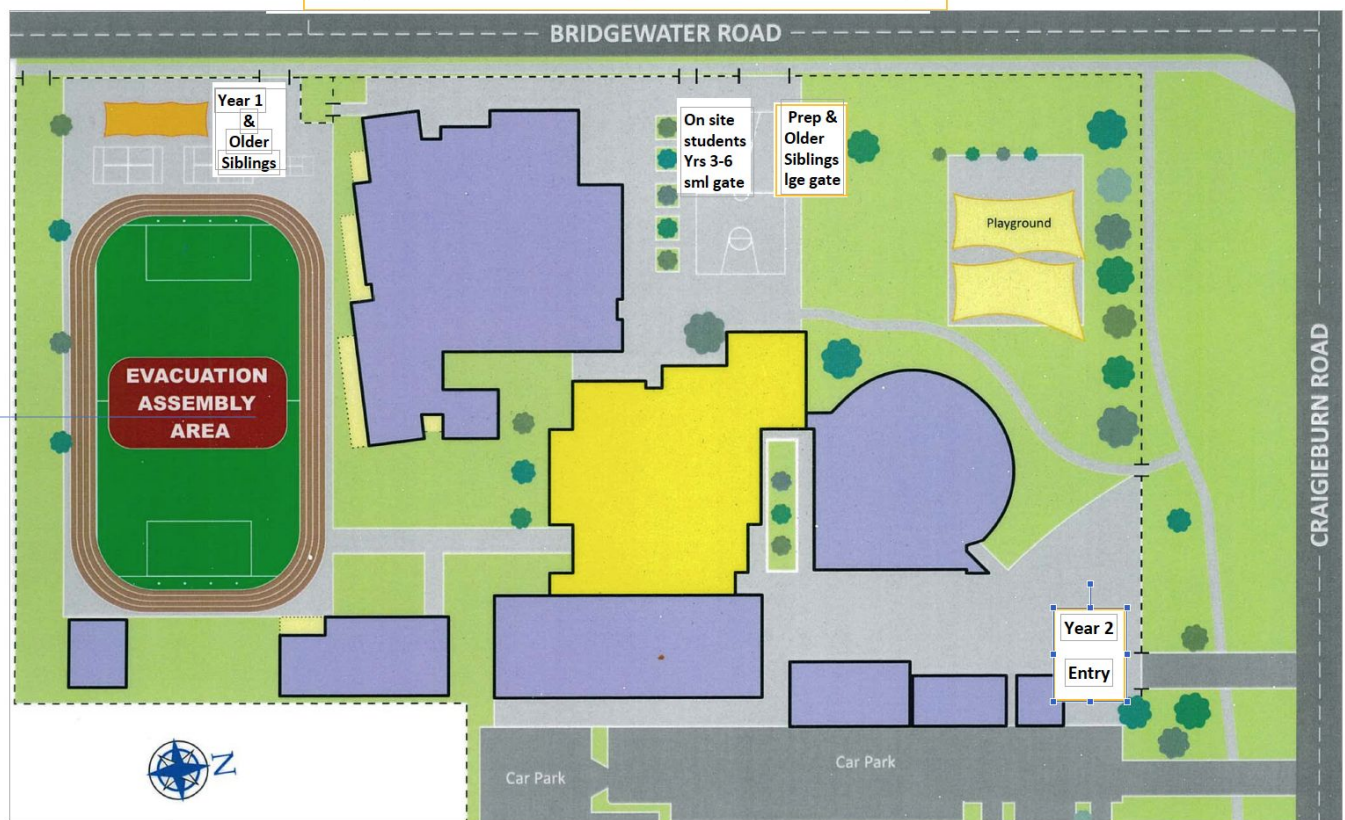 BRIDGEWATER ROAD
Year 1
&
Older
Siblings
On site
students
Yrs 3-6
sml gate
Prep &
Older
Siblings
lge gate
Playground
EVACUATION
ASSEMBLY
AREA
CRAIGIEBURN ROAD
Year 2
Entry
N
Car Park
Car Park